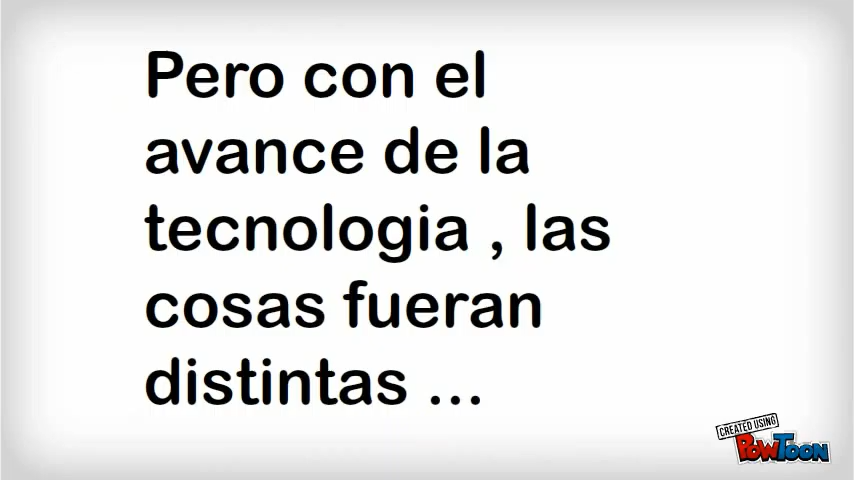 Pero con el
avance de la
tecnologia , las
cosas fueran
distintas ...
CREATED USING
POWTOON